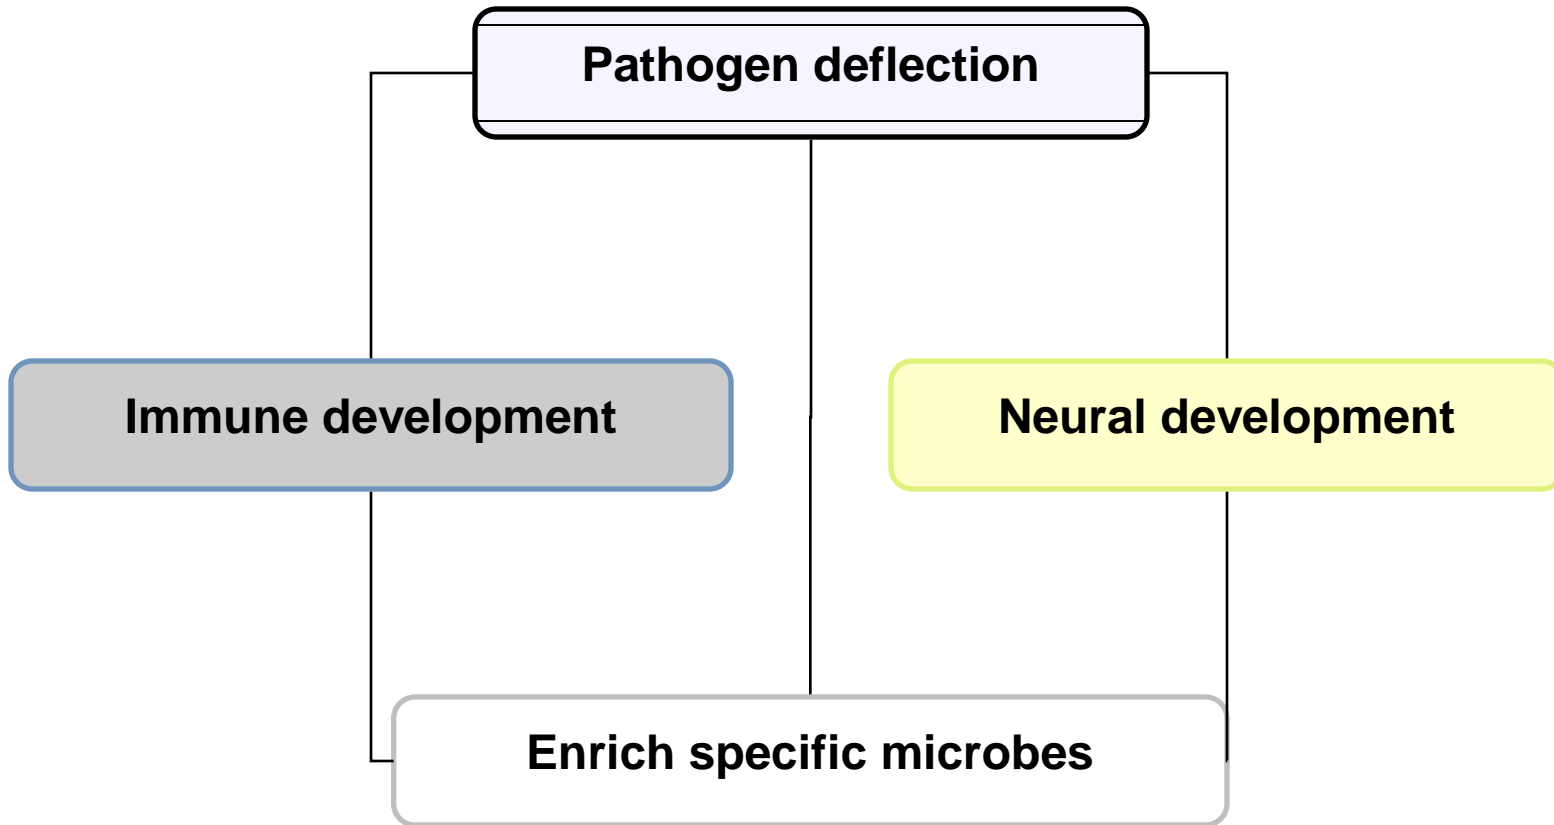 Pathogen deflection
Immune development
Neural development
Enrich specific microbes